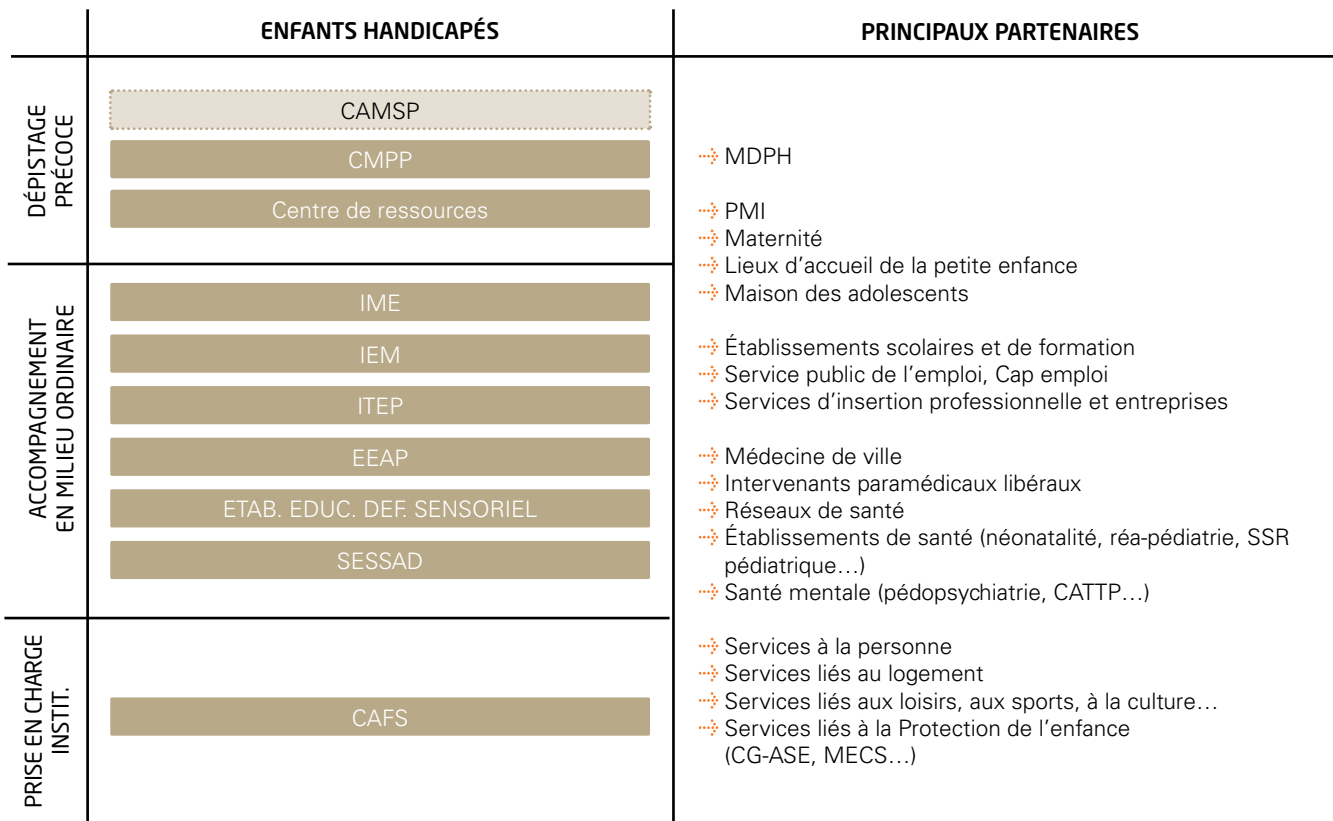 ENFANTS HANDICAPÉS
PRINCIPAUX PARTENAIRES
DÉPISTAGE
PRÉCOCE
CAMSP
CMPP
Centre de ressources
ACCOMPAGNEMENT
EN MILIEU ORDINAIRE
IME
IEM
ITEP
EEAP
ETAB. EDUC. DEF. SENSORIEL
SESSAD
PRISE EN CHARGE
INSTIT.
CAFS
MDPH
PMI
Maternité
Lieux d'accueil de la petite enfance
Maison des adolescents
Établissements scolaires et de formation
Service public de l'emploi, Cap emploi
Services d'insertion professionnelle et entreprises
Médecine de ville
Intervenants paramédicaux libéraux
Réseaux de santé
Établissements de santé (néonatalité, réa-pédiatrie, SSR
pédiatrique…)
Santé mentale (pédopsychiatrie, CATTP…)
Services à la personne
Services liés au logement
Services liés aux loisirs, aux sports, à la culture…
Services liés à la Protection de l'enfance
(CG-ASE, MECS…)